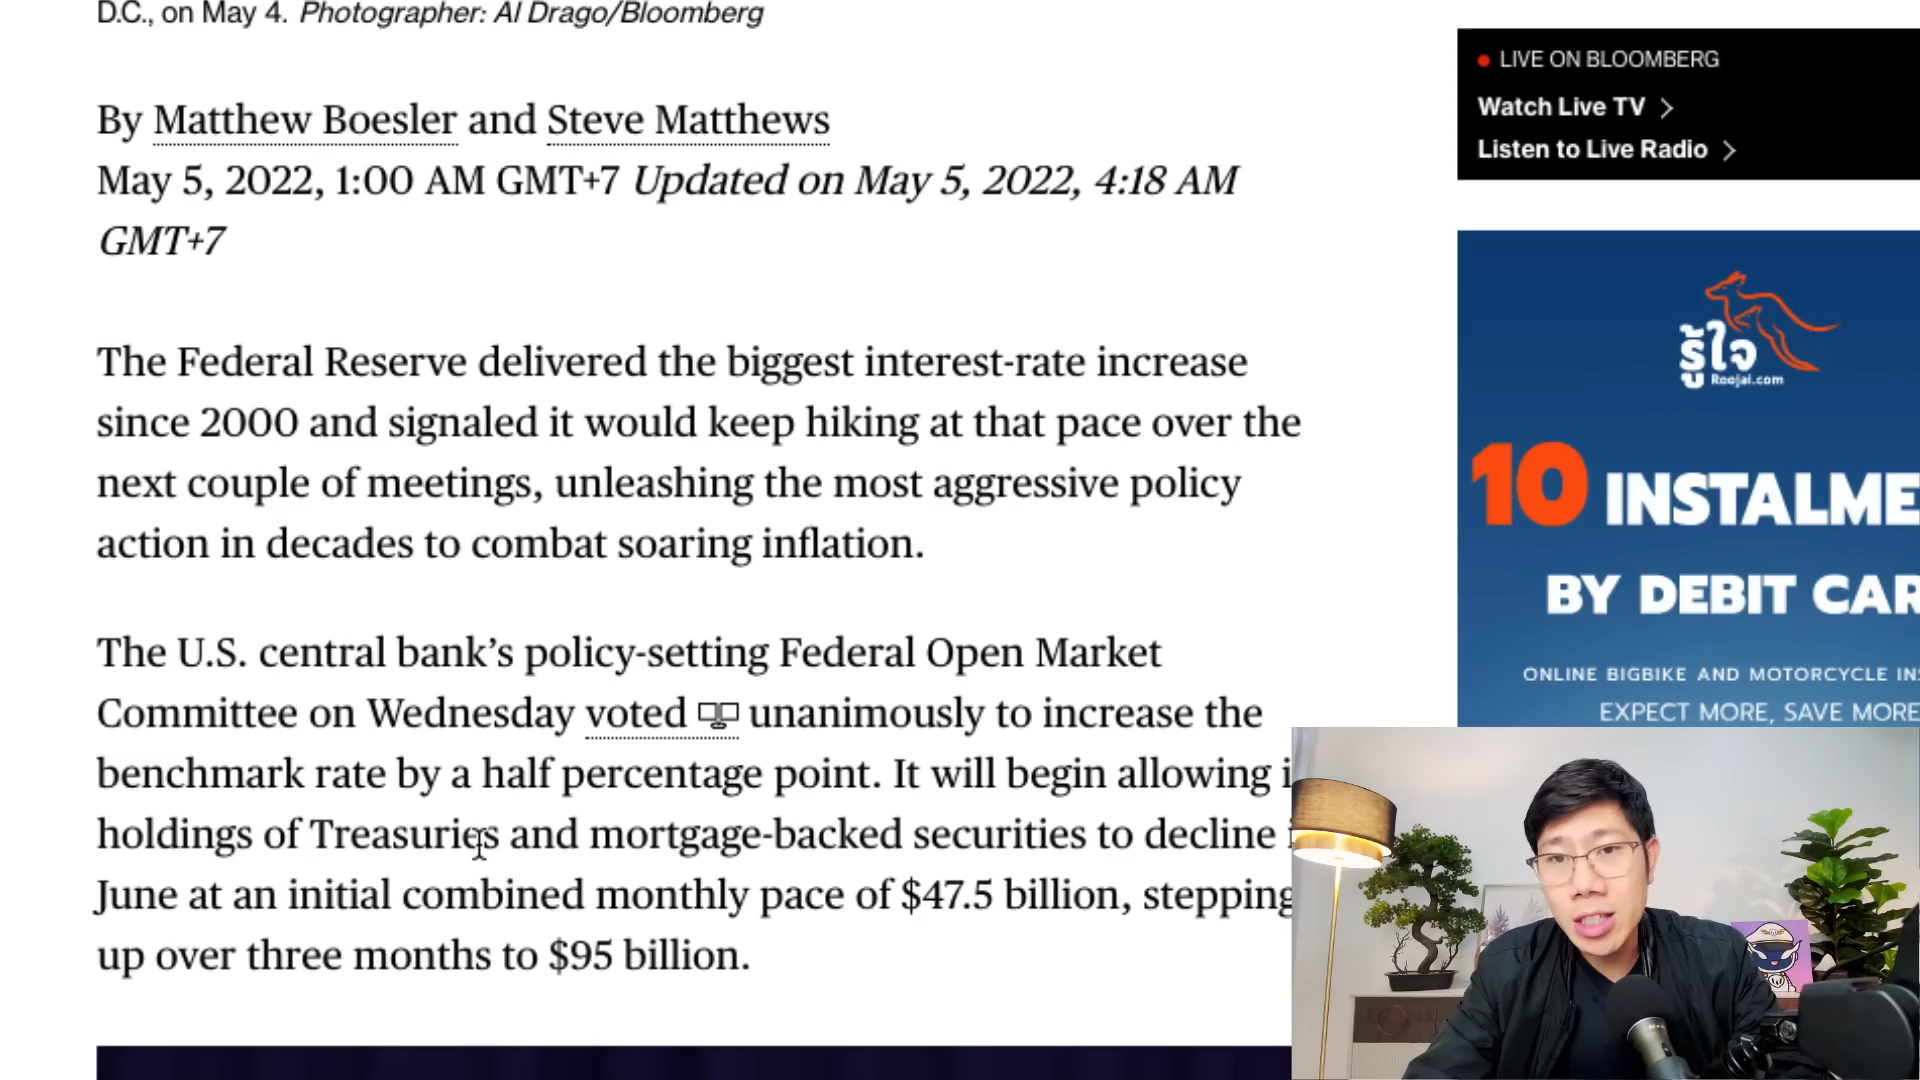 D.C., on May 4. Photographer: Al Drago/Bloomberg
By Matthew Boesler and Steve Matthews
May 5, 2022, 1:00 AM GMT+7 Updated on May 5, 2022, 4:18 AM
GMT+7
The Federal Reserve delivered the biggest interest-rate increase
since 2000 and signaled it would keep hiking at that pace over the
next couple of meetings, unleashing the most aggressive policy
action in decades to combat soaring inflation.
The U.S. central bank’s policy-setting Federal Open Market
Committee on Wednesday voted unanimously to increase the
benchmark rate by a half percentage point. It will begin allowing
holdings of Treasuries and mortgage-backed securities to decline
June at an initial combined monthly pace of $47.5 billion, stepping
up over three months to $95 billion.
LIVE ON BLOOMBERG
Watch Live TV
Listen to Live Radio
รู้ใจ
Roojai.com
10 INSTALME
BY DEBIT CAR
ONLINE BIGBIKE AND MOTORCYCLE IN
EXPECT MORE, SAVE MORE